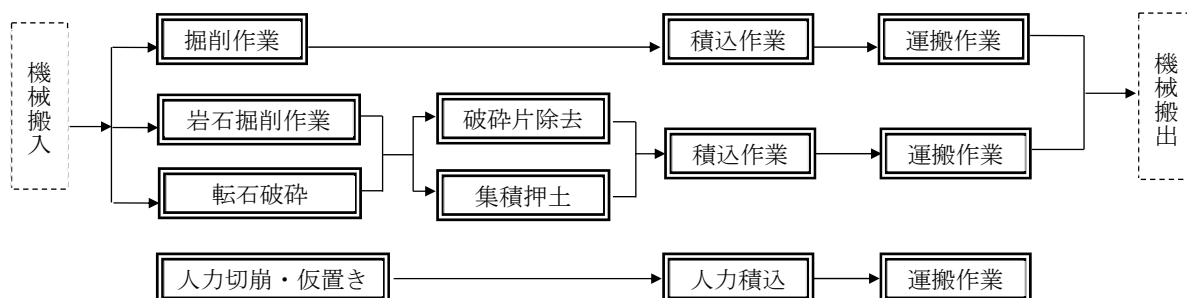 機械搬入
掘削作業
積込作業
運搬作業
機械搬出
岩石掘削作業
破砕片除去
積込作業
運搬作業
転石破砕
集積押土
人力切崩・仮置き
人力積込
運搬作業